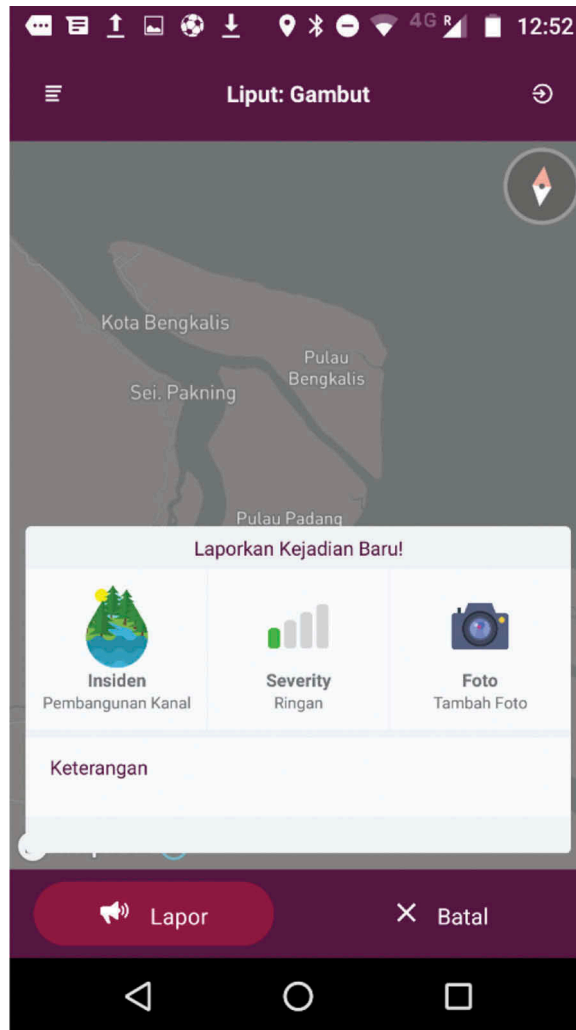 4G R 12:52
Liput: Gambut
Kota Bengkalis
Pulau
Bengkalis
Sei. Pakning
Pulau Padang
Laporkan Kejadian Baru!
Insiden
Pembangunan Kanal
Severity
Ringan
Foto
Tambah Foto
Keterangan
Lapor
Batal